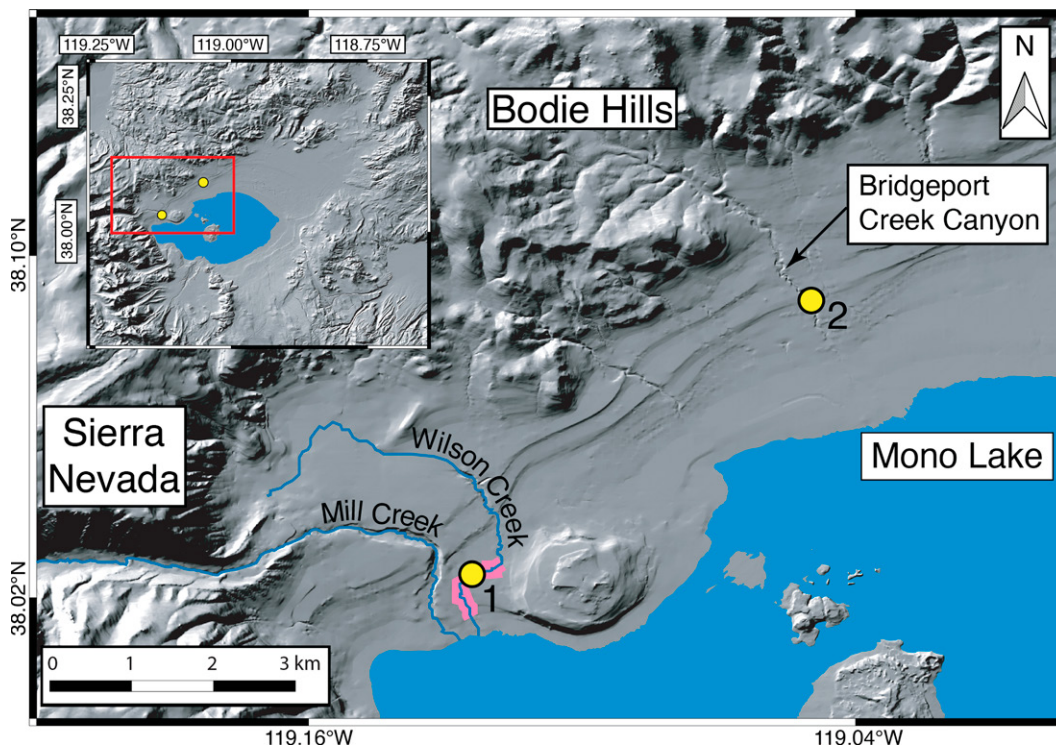 119.25°W
119.00°W
118.75°W
38.25°N
38.00°N
N
Bodie Hills
Bridgeport
Creek Canyon
38.10°N
2
Sierra
Nevada
Wilson Creek
Mono Lake
Mill Creek
1
38.02°N
0 1 2 3 km
119.16°W
119.04°W